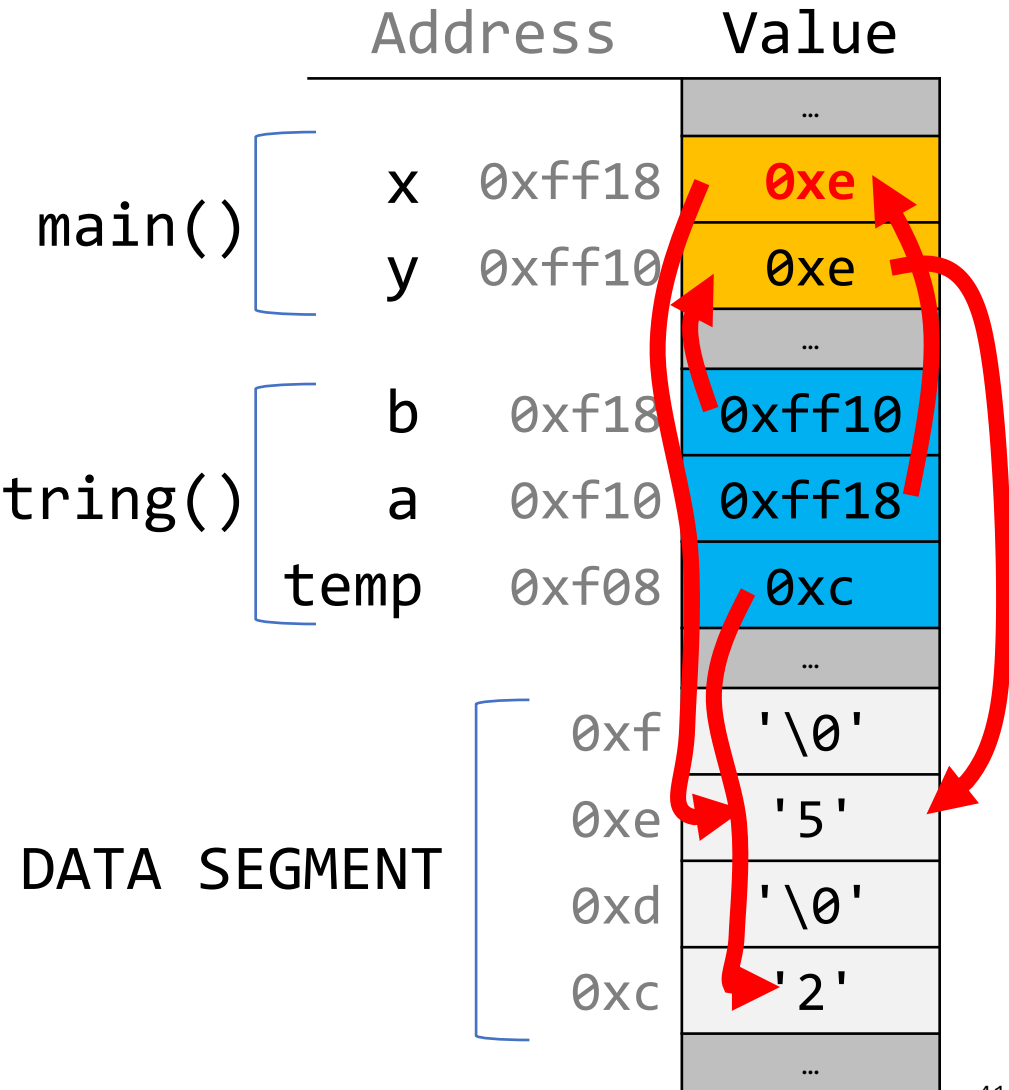 Address Value
…
x 0xff18 0xe
main()
y 0xff10 0xe
…
b 0xf18 0xff10
tring() a 0xf10 0xff18
temp 0xf08 0xc
…
0xf '\0'
0xe '5'
DATA SEGMENT
0xd '\0'
0xc '2'
…